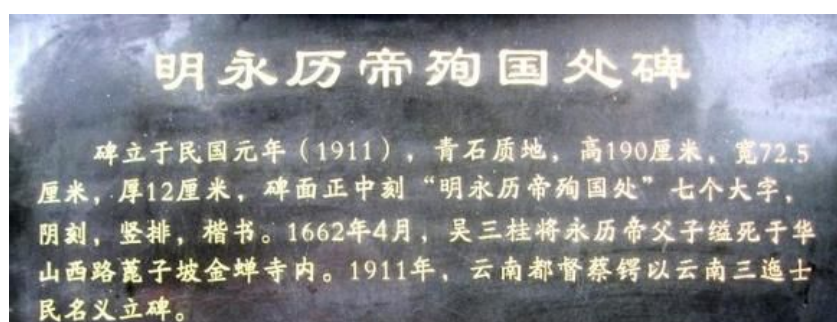 明永历帝殉国处碑
碑立于民国元年（1911），青石质地，高190厘米，宽72.5
厘米，厚12厘米，碑面正中刻“明永历帝殉国处”七个大字，
阴刻，竖排，楷书。1662年4月，吴三桂将永历帝父子缢死于华
山西路蓖子坡金蝉寺内。1911年，云南都督蔡锷以云南三迤士
民名义立碑。